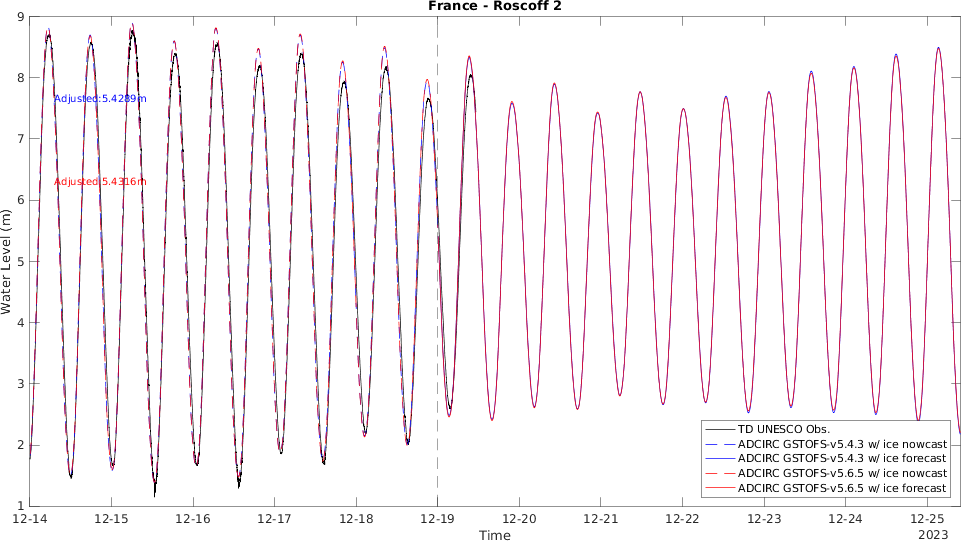 France - Roscoff 2
Water Level (m)
9
8
7
6
5
4
3
2
1
Adjusted:5.4289m
Adjusted:5.4316m
TD UNESCO Obs.
ADCIRC GSTOFS-v5.4.3 w/ ice nowcast
ADCIRC GSTOFS-v5.4.3 w/ ice forecast
ADCIRC GSTOFS-v5.6.5 w/ ice nowcast
ADCIRC GSTOFS-v5.6.5 w/ ice forecast
12-14 12-15 12-16 12-17 12-18 12-19 12-20 12-21 12-22 12-23 12-24 12-25
Time
2023